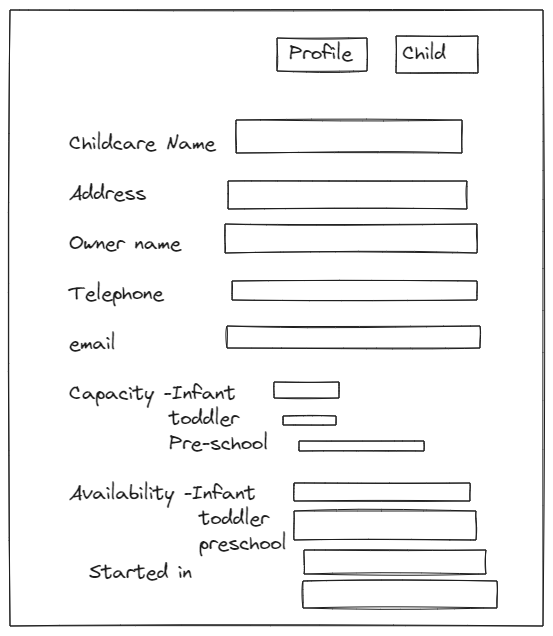 Profile Child
Childcare Name
Address
Owner name
Telephone
email
Capacity -Infant
toddler
Pre-school
Availability -Infant
toddler
preschool
Started in